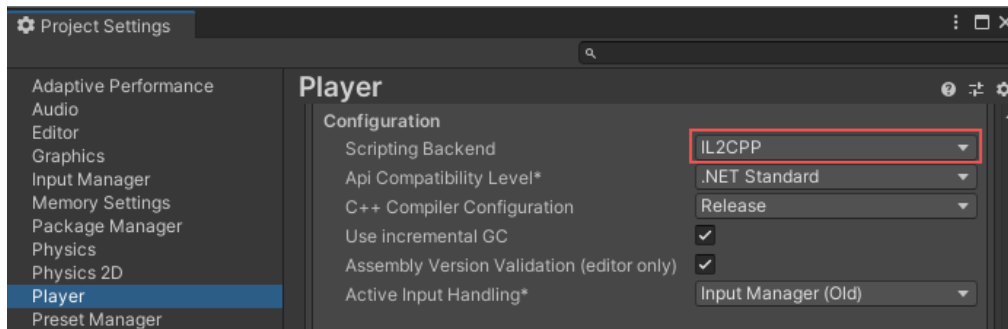 Project Settings
Adaptive Performance
Audio
Editor
Graphics
Input Manager
Memory Settings
Package Manager
Physics
Physics 2D
Player
Preset Manager
Player
Configuration
Scripting Backend IL2CPP
Api Compatibility Level* .NET Standard
C++ Compiler Configuration Release
Use incremental GC
Assembly Version Validation (editor only)
Active Input Handling* Input Manager (Old)